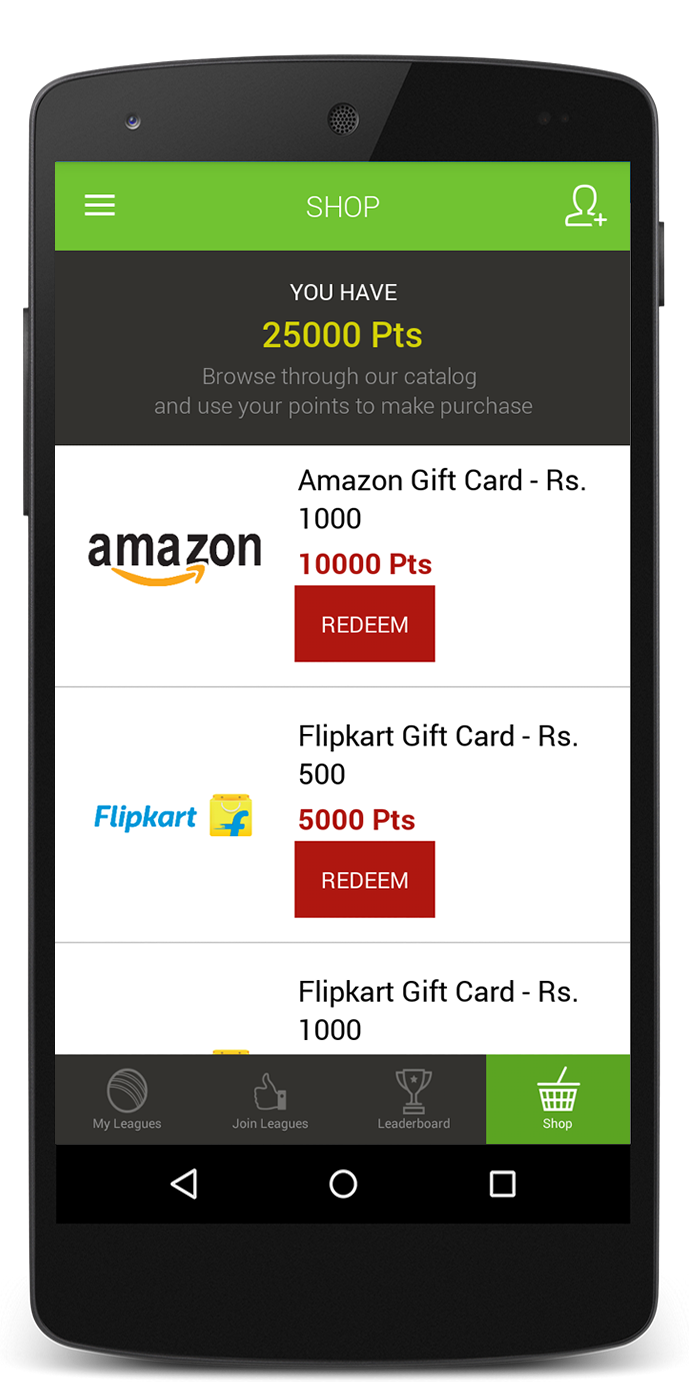 SHOP
YOU HAVE
25000 Pts
Browse through our catalog
and use your points to make purchase
amazon
Amazon Gift Card - Rs.
1000
10000 Pts
REDEEM
Flipkart
Flipkart Gift Card - Rs.
500
5000 Pts
REDEEM
Flipkart Gift Card - Rs.
1000
My Leagues
Join Leagues
Leaderboard
Shop